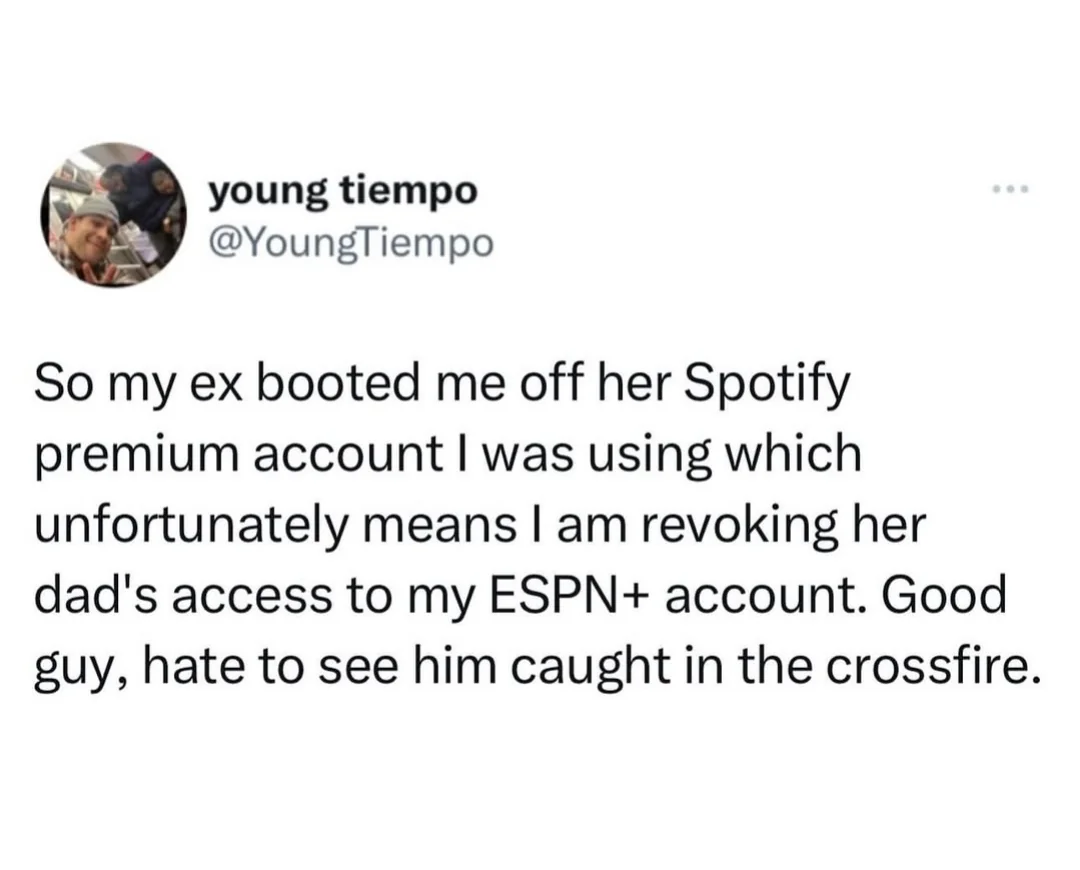 young tiempo
@YoungTiempo
So my ex booted me off her Spotify
premium account I was using which
unfortunately means I am revoking her
dad's access to my ESPN+ account. Good
guy, hate to see him caught in the crossfire.